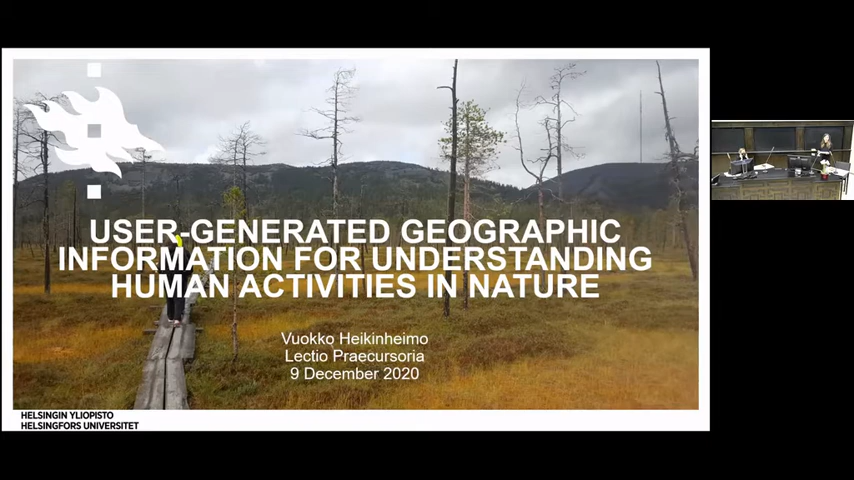 USER-GENERATED GEOGRAPHIC
INFORMATION FOR UNDERSTANDING
HUMAN ACTIVITIES IN NATURE
Vuokko Heikinheimo
Lectio Praecursoria
9 December 2020
HELSINGIN YLIOPISTO
HELSINGFORS UNIVERSITET